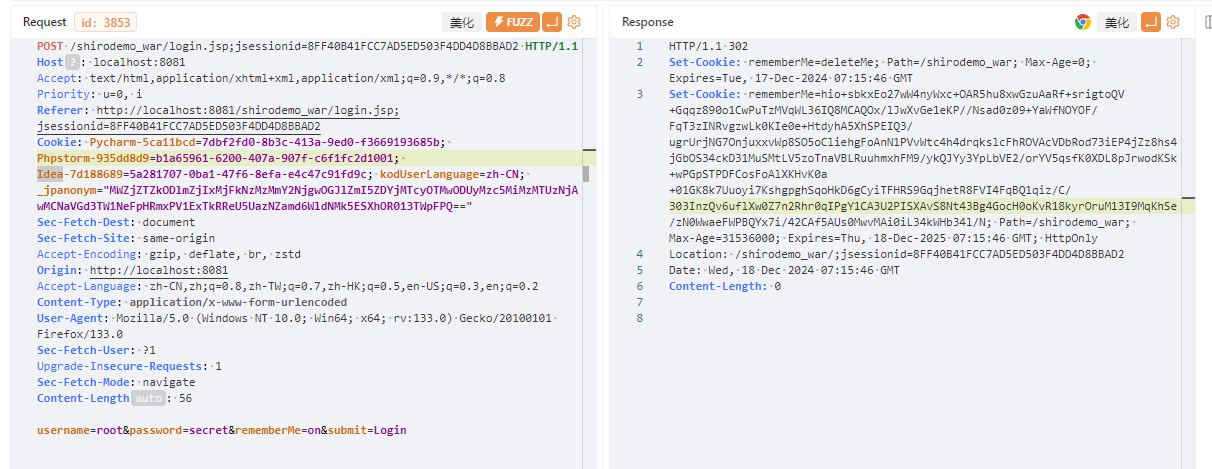 Request id: 3853 美化 FUZZ
POST /shirodemo_war/login.jsp;jsessionid=8FF40B41FCC7AD5ED503F4DD4D8BBAD2 HTTP/1.1
Host ? : localhost:8081
Accept: text/html,application/xhtml+xml,application/xml;q=0.9,*/*;q=0.8
Priority: u=0, i
Referer: http://localhost:8081/shirodemo_war/login.jsp;
jsessionid=8FF40B41FCC7AD5ED503F4DD4D8BBAD2
Cookie: Pycharm-5ca11bcd=7dbf2fd0-8b3c-413a-9ed0-f3669193685b;
Phpstorm-935dd8d9=b1a65961-6200-407a-907f-c6f1fc2d1001;
Idea-7d188689=5a281707-0ba1-47f6-8efa-e4c47c91fd9c; kodUserLanguage=zh-CN;
_jpanonym="MWZjZTZkODlmZjIxMjFkNzMzMmY2NjgwOGJlZmI5ZDYjMTcyOTMwODUyMzc5MiMzMTUzNjA
wMCNaVGd3TW1NeFpHRmxPV1ExTkRReU5UazNZamd6WldNMk5ESXhOR013TWpFPQ=="
Sec-Fetch-Dest: document
Sec-Fetch-Site: same-origin
Accept-Encoding: gzip, deflate, br, zstd
Origin: http://localhost:8081
Accept-Language: zh-CN,zh;q=0.8,zh-TW;q=0.7,zh-HK;q=0.5,en-US;q=0.3,en;q=0.2
Content-Type: application/x-www-form-urlencoded
User-Agent: Mozilla/5.0 (Windows NT 10.0; Win64; x64; rv:133.0) Gecko/20100101
Firefox/133.0
Sec-Fetch-User: ?1
Upgrade-Insecure-Requests: 1
Sec-Fetch-Mode: navigate
Content-Length auto : 56
username=root&password=secret&rememberMe=on&submit=Login
Response 美化
1 HTTP/1.1 302
2 Set-Cookie: rememberMe=deleteMe; Path=/shirodemo_war; Max-Age=0;
Expires=Tue, 17-Dec-2024 07:15:46 GMT
3 Set-Cookie: rememberMe=hio+sbkxEo27wW4nyWxc+OAR5hu8xwGzuAaRf+srigtoQV
+Gqqz890o1CwPuTzMVqWL36IQ8MCAQOx/lJwXvGe1eKP//Nsad0z09+YaWfNOYOF/
FqT3zINRvgzwLk0KIe0e+HtdyhA5XhSPEIQ3/
ugrUrjNG7OnjuxxvWp8SO5oCliehgFoAnN1PVvWtc4h4drqkslcFhROVAcVDbRod73iEP4jZz8hs4
jGbOS34ckD31MuSMtLV5zoTnaVBLRuuhmxhFM9/ykQJYy3YpLbVE2/orYV5qsfK0XDL8pJrwodKSk
+wPGpSTPDFCosFoAlXKHvK0a
+01GK8k7Uuoyi7KshgpghSqoHkD6gCyiTFHRS9GqjhetR8FVI4FqBQ1qiz/C/
303InzQv6uflXw0Z7n2Rhr0qIPgY1CA3U2PISXAvS8Nt43Bg4GocH0oKvR18kyrOruM13I9MqKhSe
/zN0WwaeFWPBQYx7i/42CAf5AUs0MwvMAi0iL34kWHb34l/N; Path=/shirodemo_war;
Max-Age=31536000; Expires=Thu, 18-Dec-2025 07:15:46 GMT; HttpOnly
4 Location: /shirodemo_war/;jsessionid=8FF40B41FCC7AD5ED503F4DD4D8BBAD2
5 Date: Wed, 18 Dec 2024 07:15:46 GMT
6 Content-Length: 0
7
8